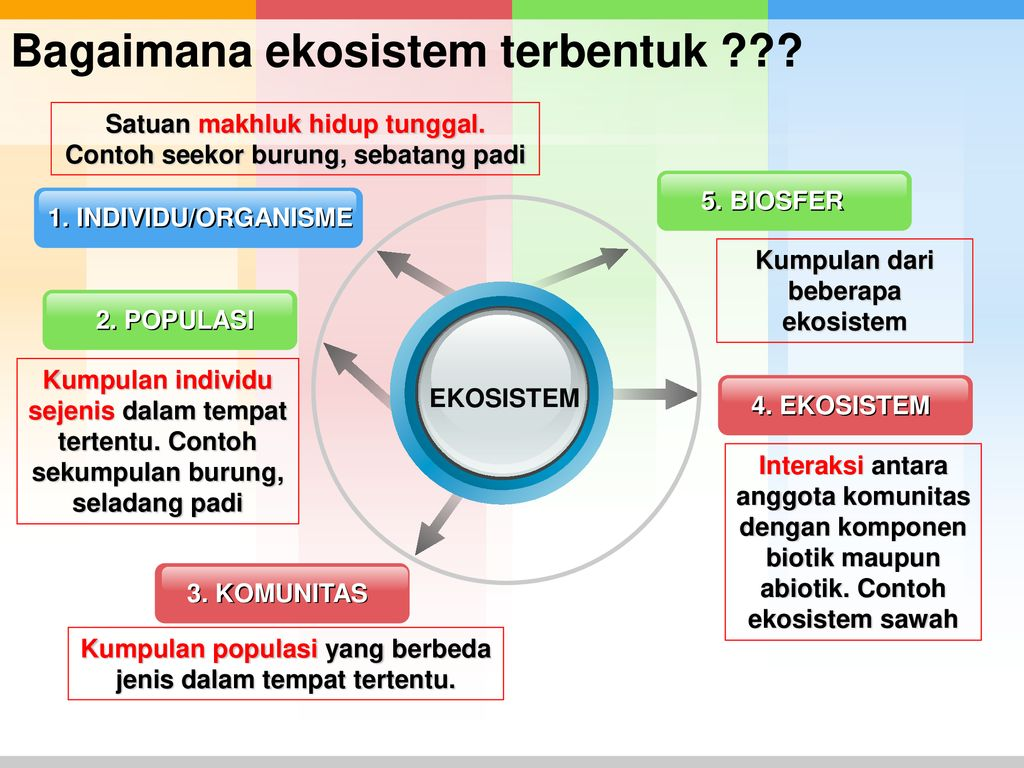 Bagaimana ekosistem terbentuk ???
Satuan makhluk hidup tunggal.
Contoh seekor burung, sebatang padi
1. INDIVIDU/ORGANISME
2. POPULASI
Kumpulan individu
sejenis dalam tempat
tertentu. Contoh
sekumpulan burung,
seladang padi
3. KOMUNITAS
Kumpulan populasi yang berbeda
jenis dalam tempat tertentu.
EKOSISTEM
5. BIOSFER
Kumpulan dari
beberapa
ekosistem
4. EKOSISTEM
Interaksi antara
anggota komunitas
dengan komponen
biotik maupun
abiotik. Contoh
ekosistem sawah